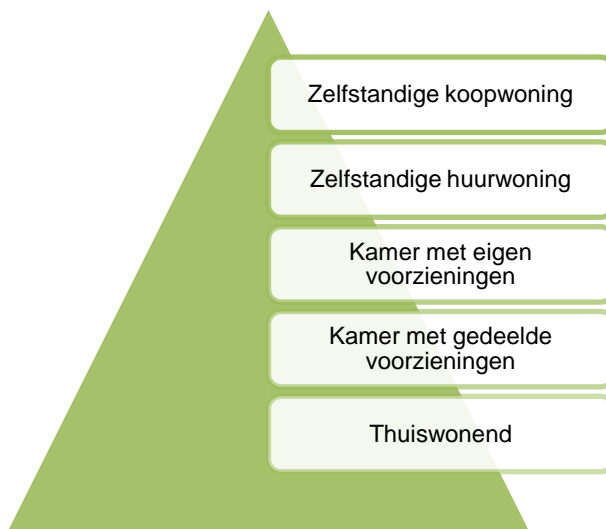 Zelfstandige koopwoning
Zelfstandige huurwoning
Kamer met eigen
voorzieningen
Kamer met gedeelde
voorzieningen
Thuiswonend